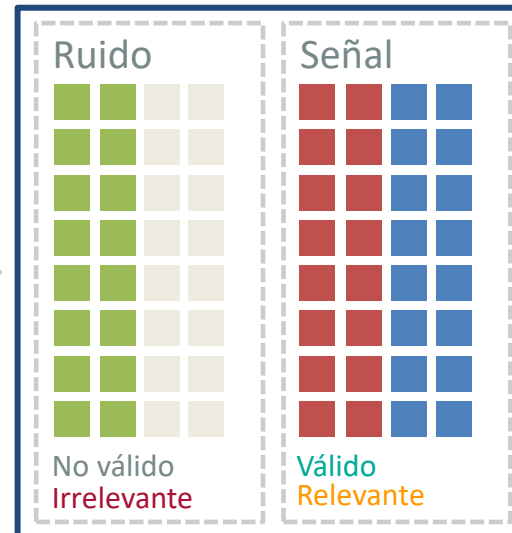 Ruido
No válido
Irrelevante
Señal
Válido
Relevante